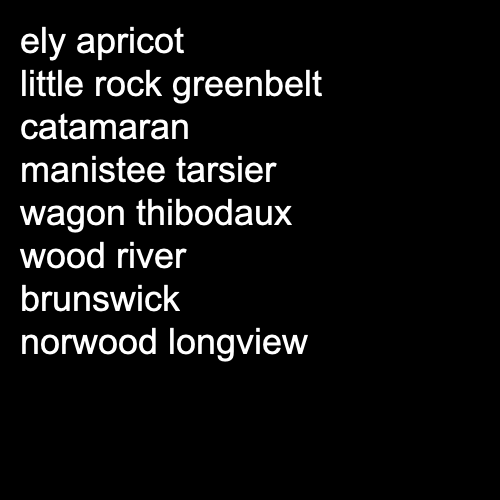 ely apricot
little rock greenbelt
catamaran
manistee tarsier
wagon thibodaux
wood river
brunswick
norwood longview